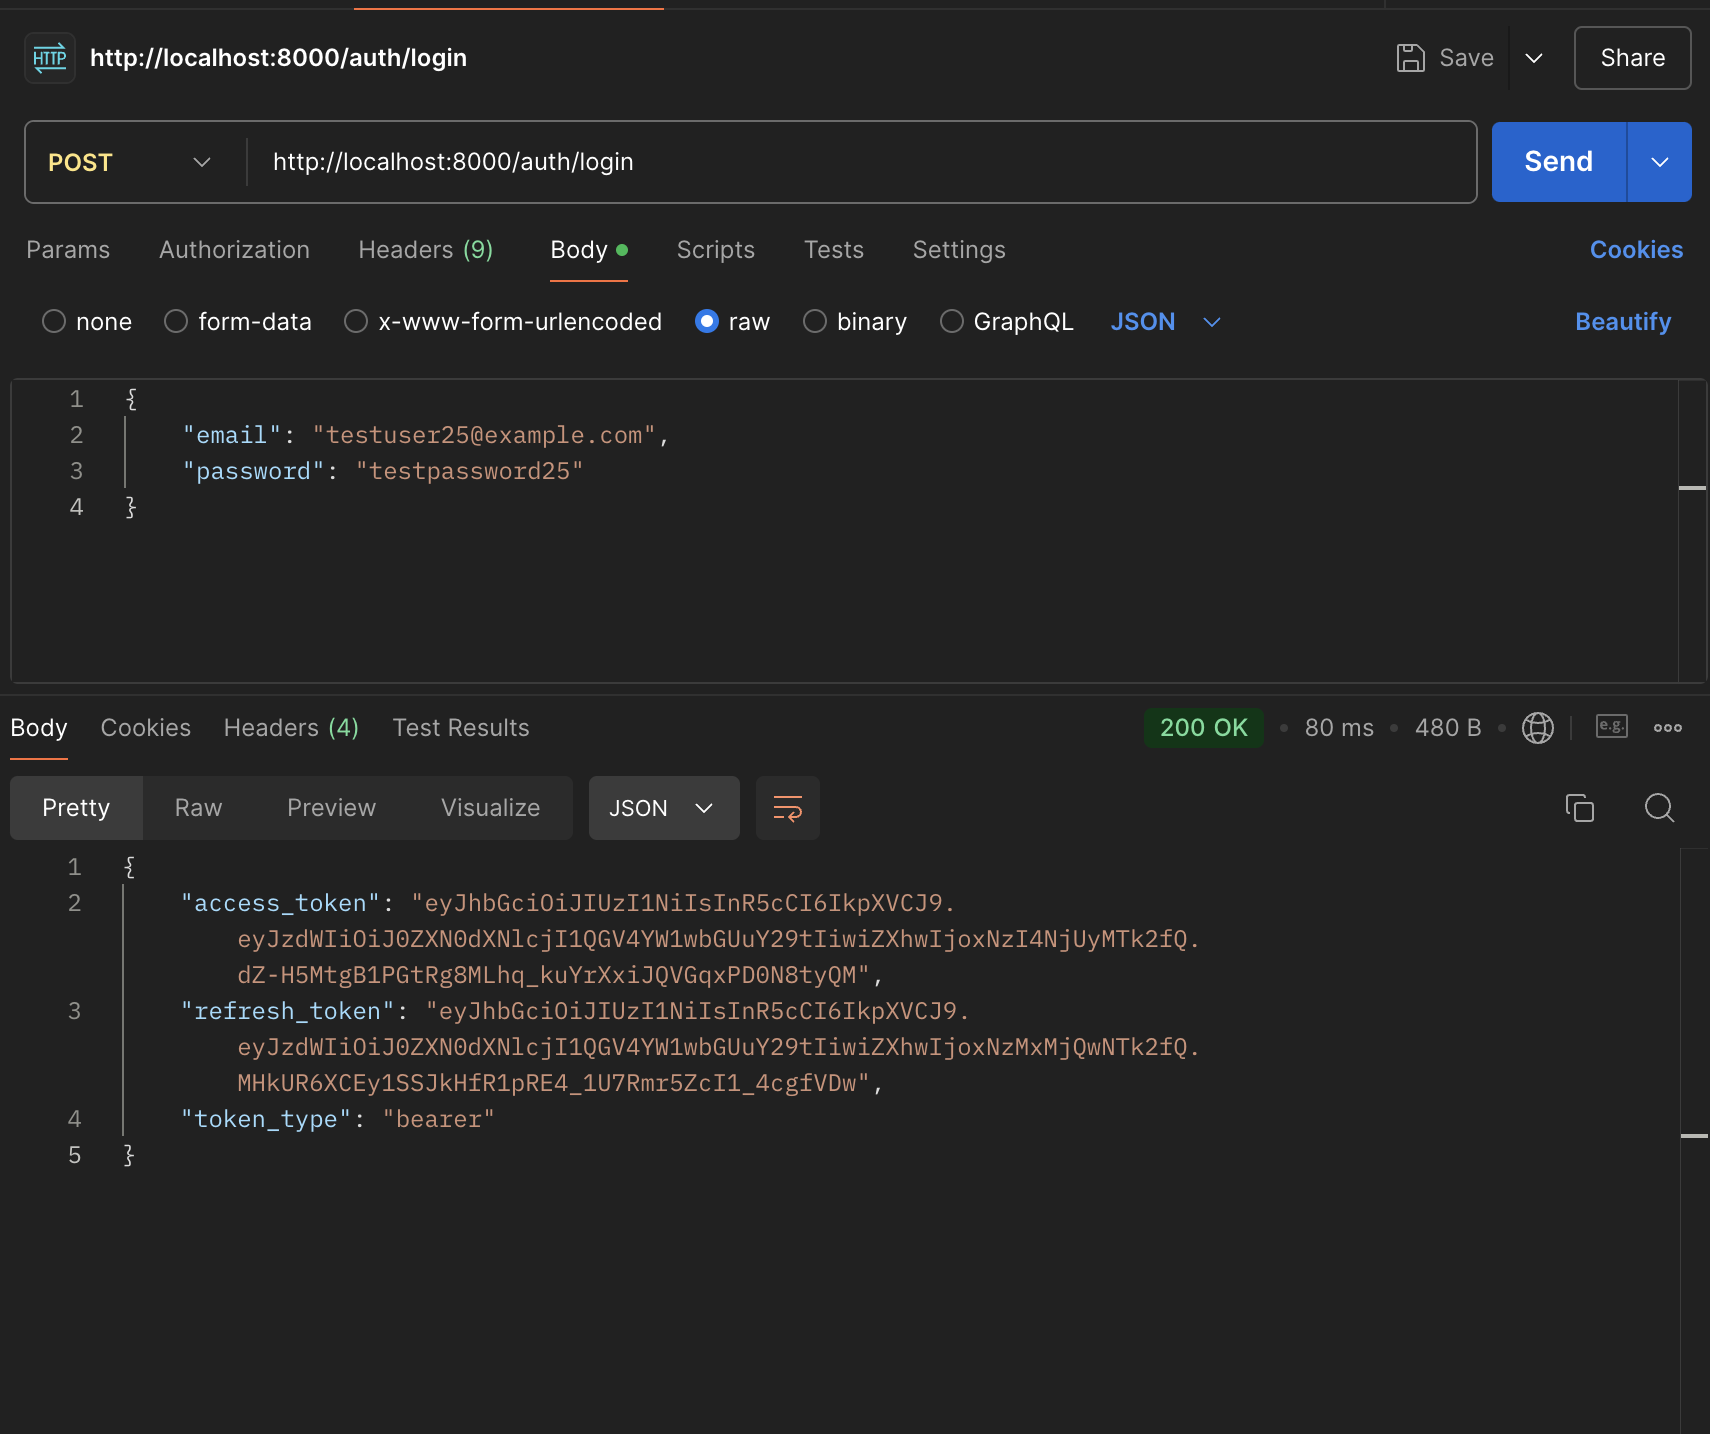 HTTP http://localhost:8000/auth/login Save Share
POST http://localhost:8000/auth/login Send
Params Authorization Headers (9) Body Scripts Tests Settings Cookies
none form-data x-www-form-urlencoded raw binary GraphQL JSON Beautify
1 {
2 "email": "testuser25@example.com",
3 "password": "testpassword25"
4 }
Body Cookies Headers (4) Test Results 200 OK • 80 ms • 480 B • e.g.
Pretty Raw Preview Visualize JSON
1 {
2 "access_token": "eyJhbGciOiJIUzI1NiIsInR5cCI6IkpXVCJ9.
eyJzdWIiOiJ0ZXN0dXNlcjI1QGV4YW1wbGUuY29tIiwiZXhwIjoxNzI4NjUyMTk2fQ.
dZ-H5MtgB1PGtRg8MLhq_kuYrXxiJQVGqxPD0N8tyQM",
3 "refresh_token": "eyJhbGciOiJIUzI1NiIsInR5cCI6IkpXVCJ9.
eyJzdWIiOiJ0ZXN0dXNlcjI1QGV4YW1wbGUuY29tIiwiZXhwIjoxNzMxMjQwNTk2fQ.
MHkUR6XCEy1SSJkHfR1pRE4_1U7Rmr5ZcI1_4cgfVDw",
4 "token_type": "bearer"
5 }